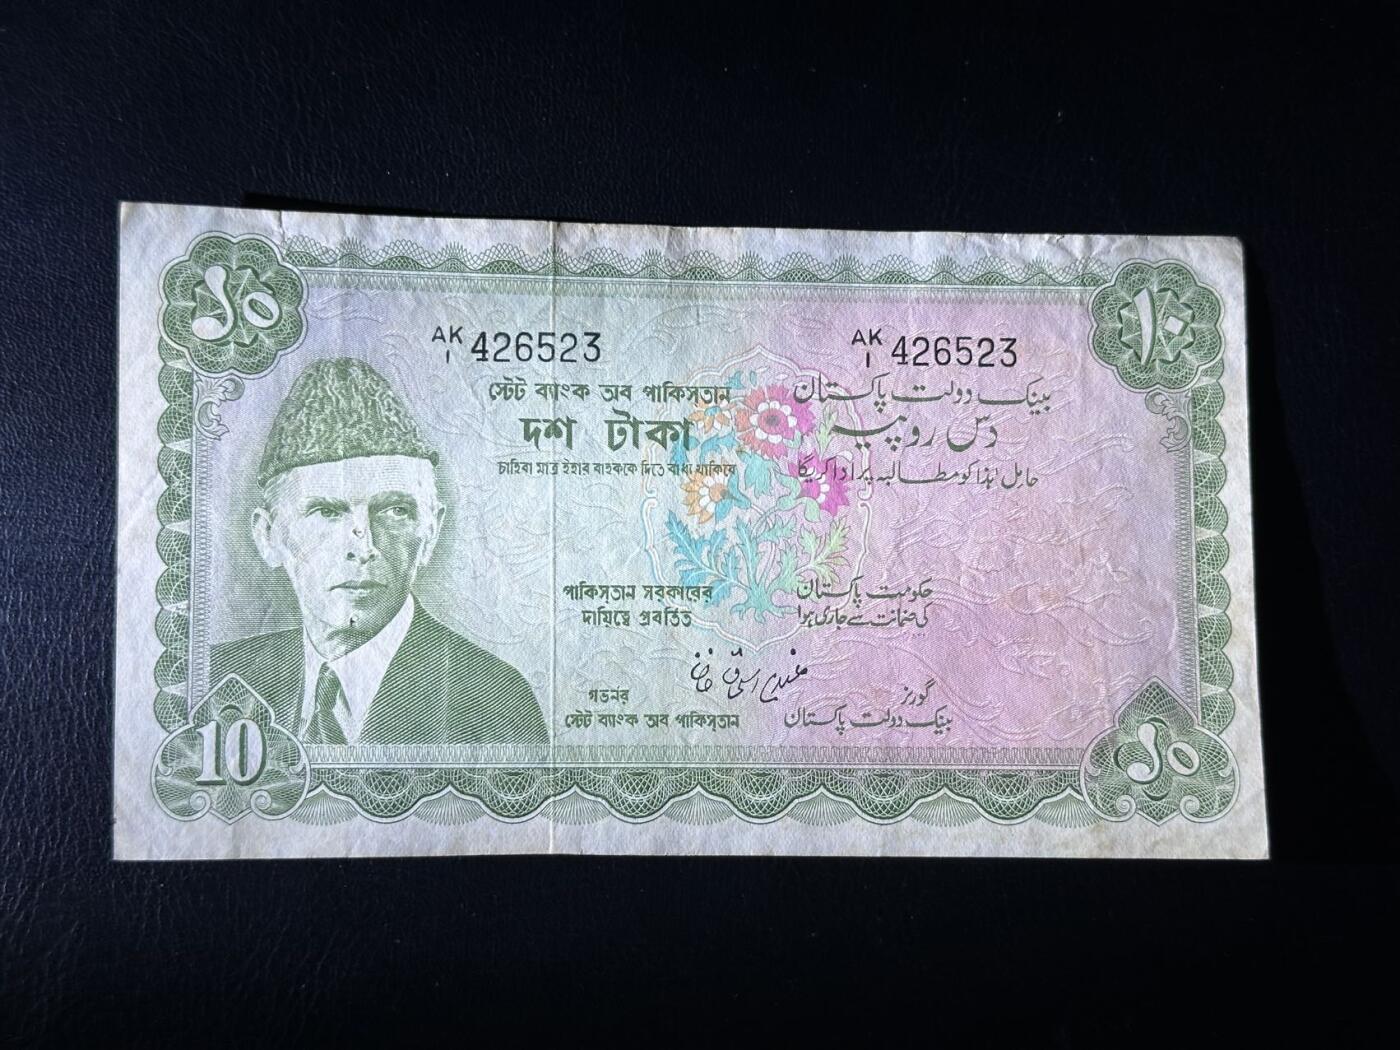 ১০
۱۰
AK/1 426523
AK/1 426523
স্টেট ব্যাংক অব পাকিস্তান
بینک دولت پاکستان
দশ টাকা
دس روپیہ
চাহিবা মাত্র ইহার বাহককে দিতে বাধ্য থাকিবে
حامل ہٰذا کو مطالبہ پر ادا کریگا
পাকিস্তান সরকারের
দায়িত্বে প্রবর্তিত
حکومت پاکستان
کی ضمانت سے جاری ہوا
গভর্নর
স্টেট ব্যাংক অব পাকিস্তান
گورنر
بینک دولت پاکستان
10
১০